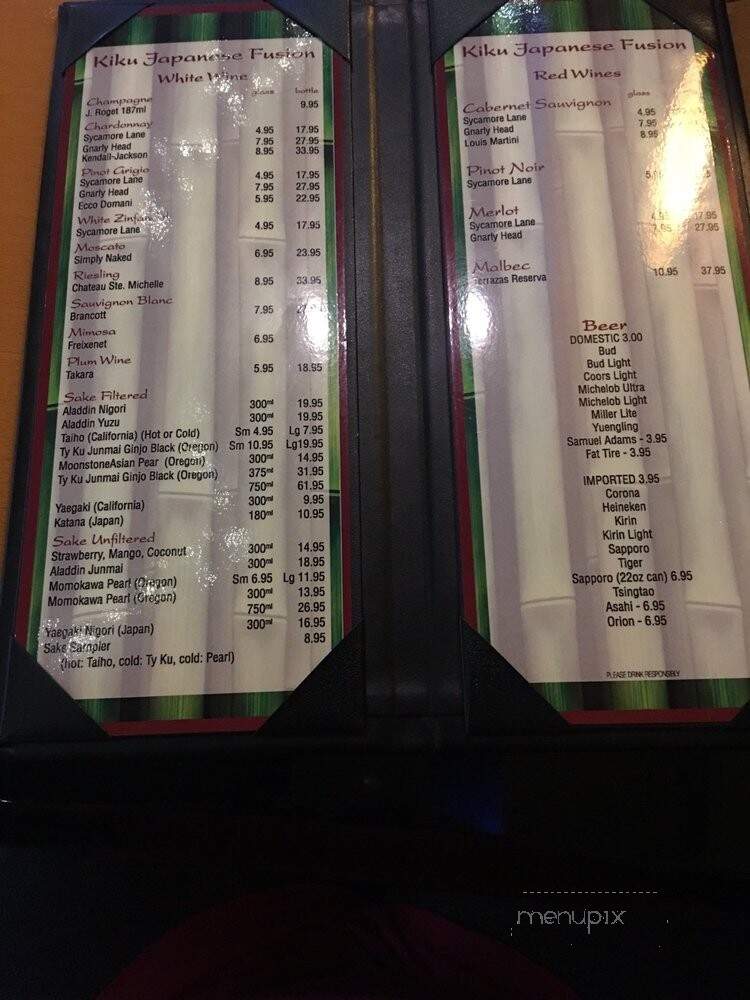 Kiku Japanese Fusion
White Wine
glass bottle
Champagne
J. Roget 187ml 9.95
Chardonnay
Sycamore Lane 4.95 17.95
Gnarly Head 7.95 27.95
Kendall-Jackson 8.95 33.95
Pinot Grigio
Sycamore Lane 4.95 17.95
Gnarly Head 7.95 27.95
Ecco Domani 5.95 22.95
White Zinfan
Sycamore Lane 4.95 17.95
Moscato
Simply Naked 6.95 23.95
Riesling
Chateau Ste. Michelle 8.95 33.95
Sauvignon Blanc
Brancott 7.95
Mimosa
Freixenet 6.95
Plum Wine
Takara 5.95 18.95
Sake Filtered
Aladdin Nigori 300ml 19.95
Aladdin Yuzu 300ml 19.95
Taiho (California) (Hot or Cold) Sm 4.95 Lg 7.95
Ty Ku Junmai Ginjo Black (Oregon) Sm 10.95 Lg19.95
MoonstoneAsian Pear (Oregon) 300ml 14.95
Ty Ku Junmai Ginjo Black (Oregon) 375ml 31.95
750ml 61.95
Yaegaki (California) 300ml 9.95
Katana (Japan) 180ml 10.95
Sake Unfiltered
Strawberry, Mango, Coconut 300ml 14.95
Aladdin Junmai 300ml 18.95
Momokawa Pearl (Oregon) Sm 6.95 Lg 11.95
Momokawa Pearl (Oregon) 300ml 13.95
750ml 26.95
Yaegaki Nigori (Japan) 300ml 16.95
Sake Sampler 8.95
(hot: Taiho, cold: Ty Ku, cold: Pearl)
Kiku Japanese Fusion
Red Wines
glass
Cabernet Sauvignon
Sycamore Lane 4.95
Gnarly Head 7.95
Louis Martini 8.95
Pinot Noir
Sycamore Lane
Merlot
Sycamore Lane 4.95 17.95
Gnarly Head 7.95 27.95
Malbec
Terrazas Reserva 10.95 37.95
Beer
DOMESTIC 3.00
Bud
Bud Light
Coors Light
Michelob Ultra
Michelob Light
Miller Lite
Yuengling
Samuel Adams - 3.95
Fat Tire - 3.95
IMPORTED 3.95
Corona
Heineken
Kirin
Kirin Light
Sapporo
Tiger
Sapporo (22oz can) 6.95
Tsingtao
Asahi - 6.95
Orion - 6.95
PLEASE DRINK RESPONSIBLY
menupix